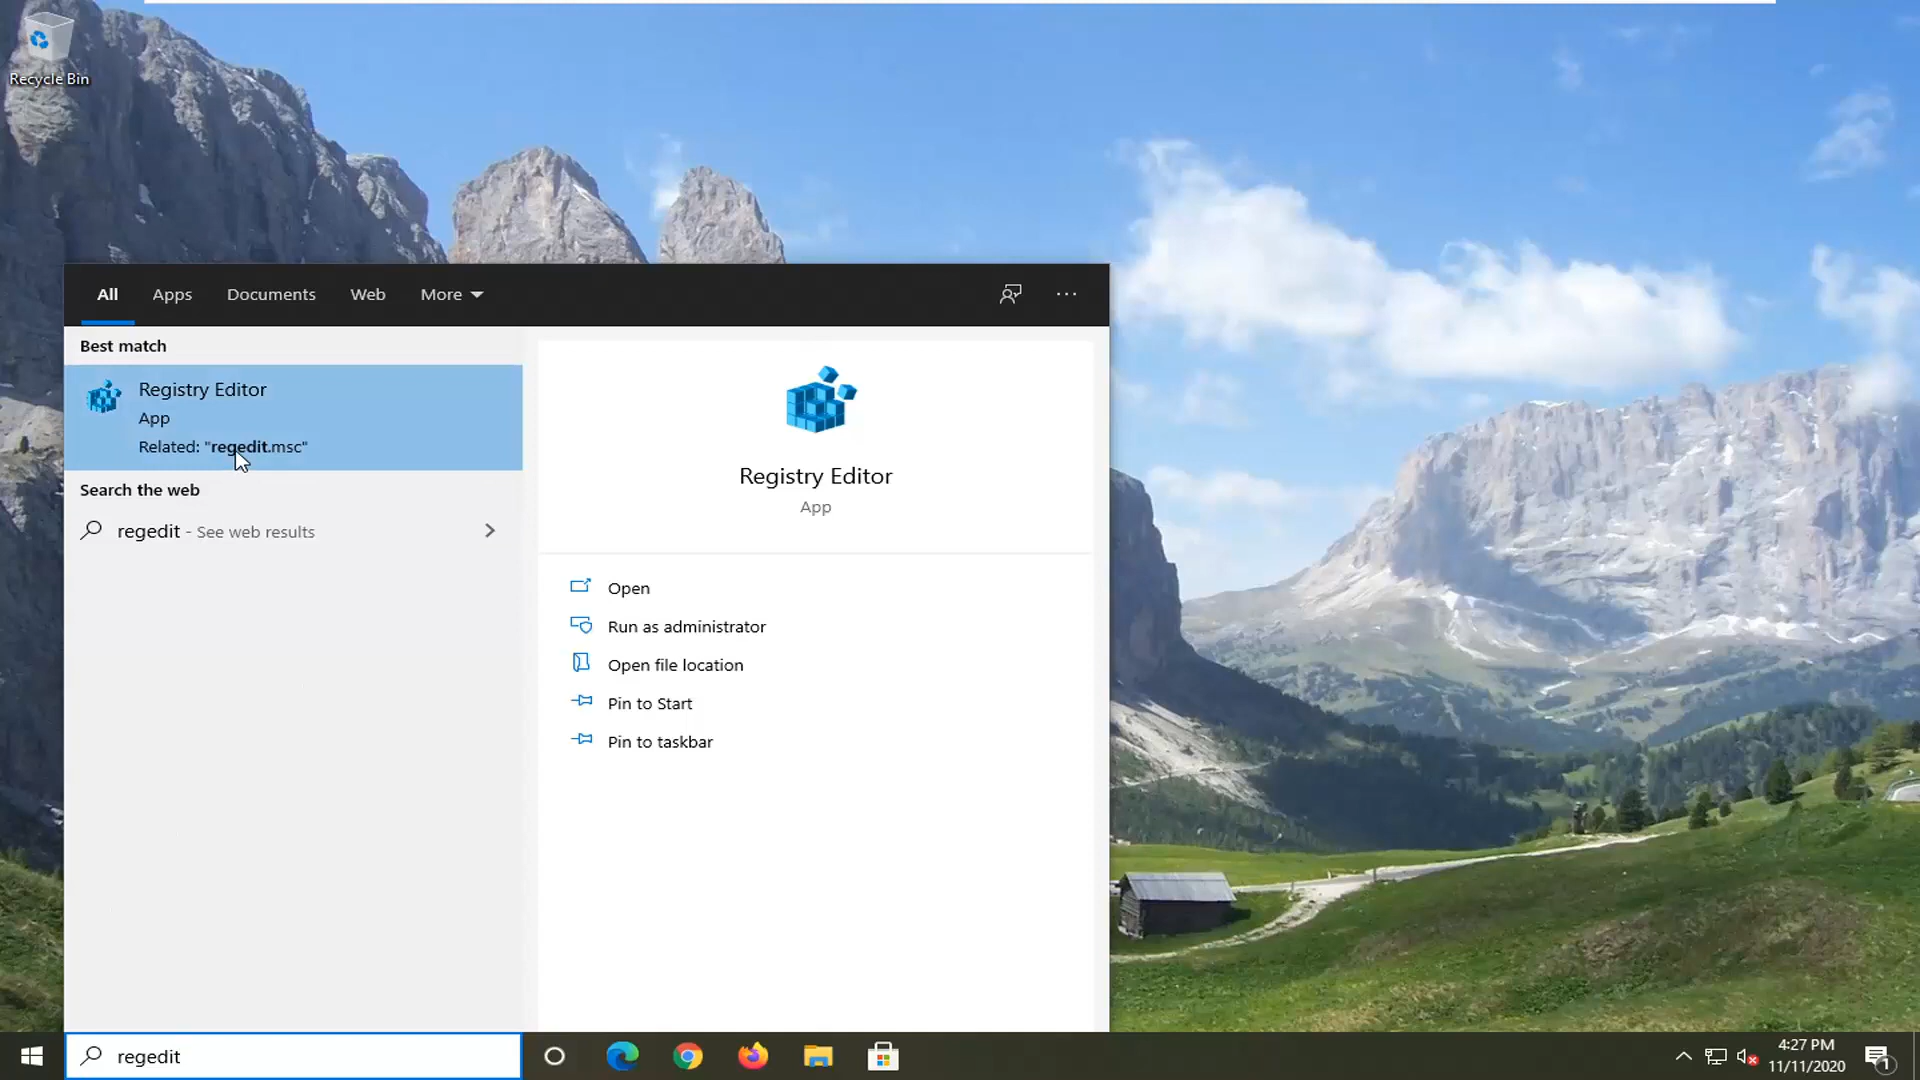 Recycle Bin
All Apps Documents Web More
Best match
Registry Editor
App
Related: "regedit.msc"
Search the web
regedit - See web results
Registry Editor
App
Open
Run as administrator
Open file location
Pin to Start
Pin to taskbar
regedit
4:27 PM
11/11/2020
1